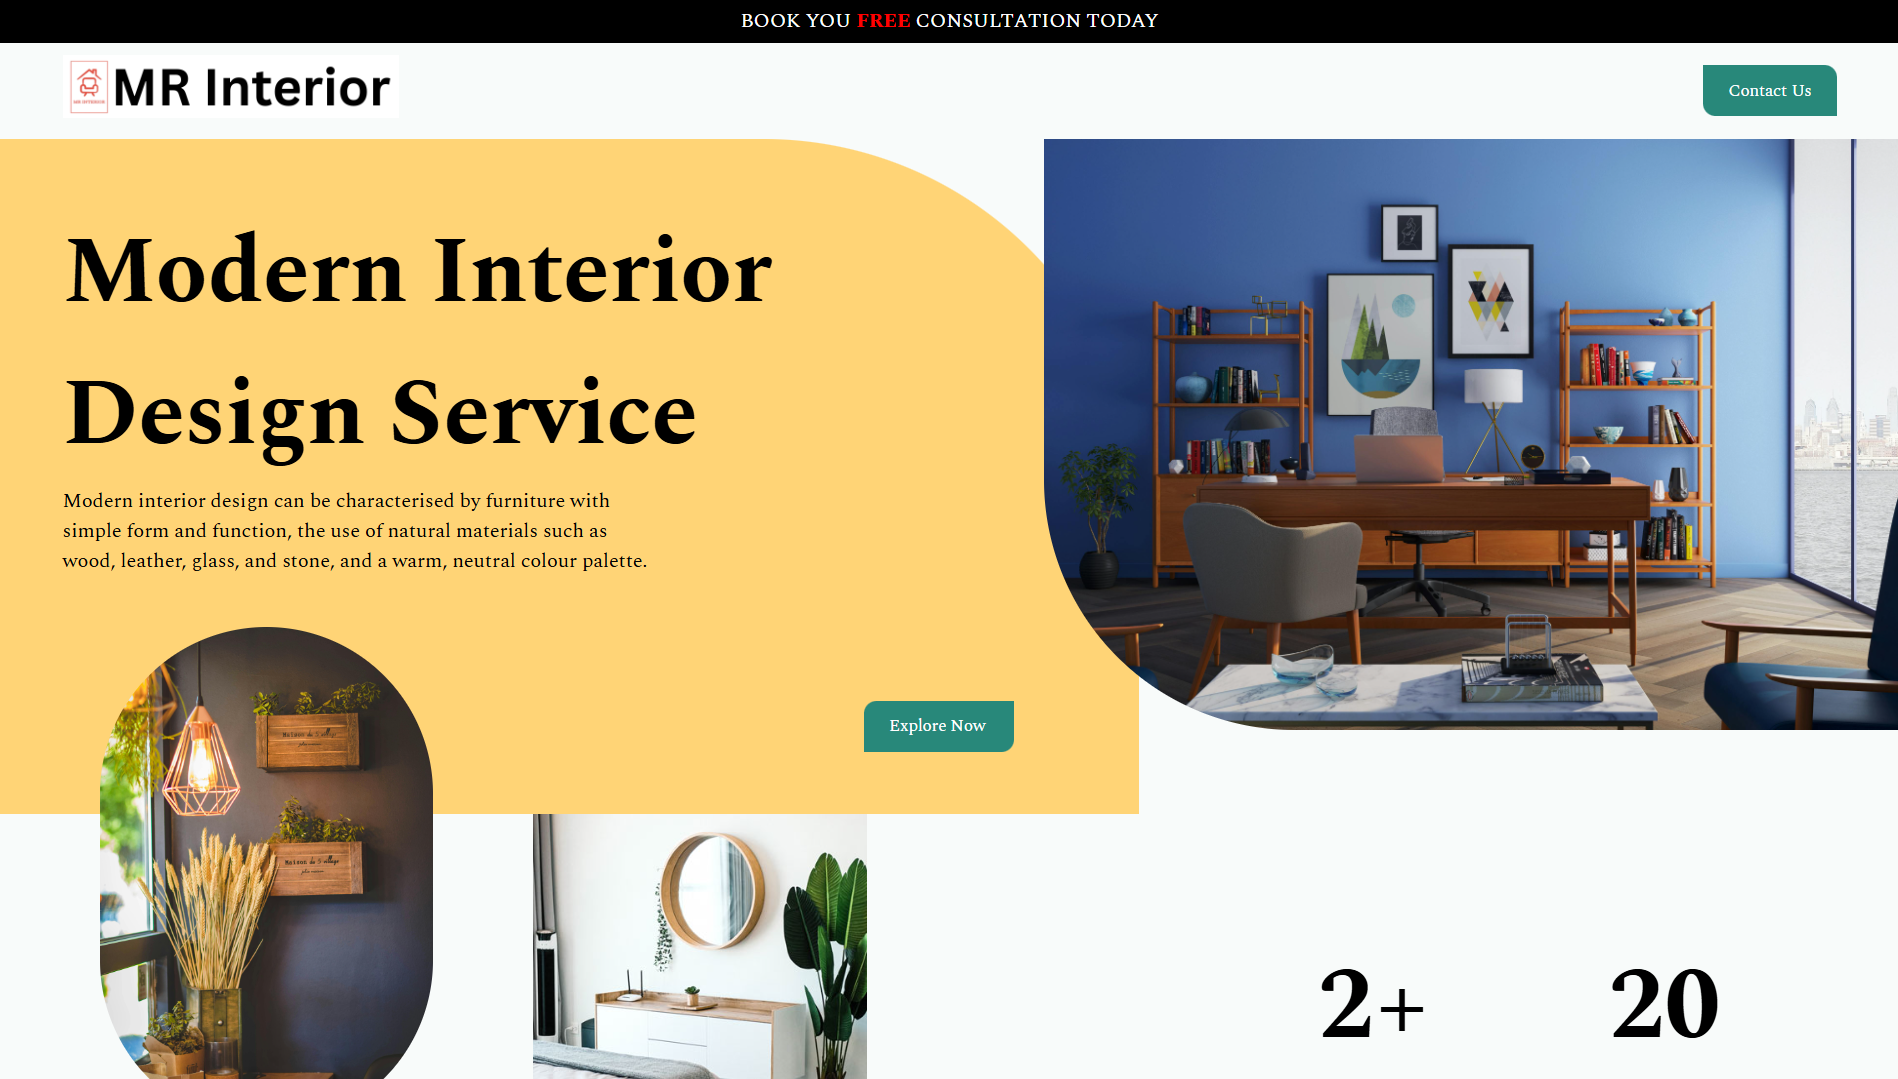 BOOK YOU FREE CONSULTATION TODAY
MR INTERIOR
MR Interior
Contact Us
Modern Interior
Design Service
Modern interior design can be characterised by furniture with
simple form and function, the use of natural materials such as
wood, leather, glass, and stone, and a warm, neutral colour palette.
Explore Now
2+
20